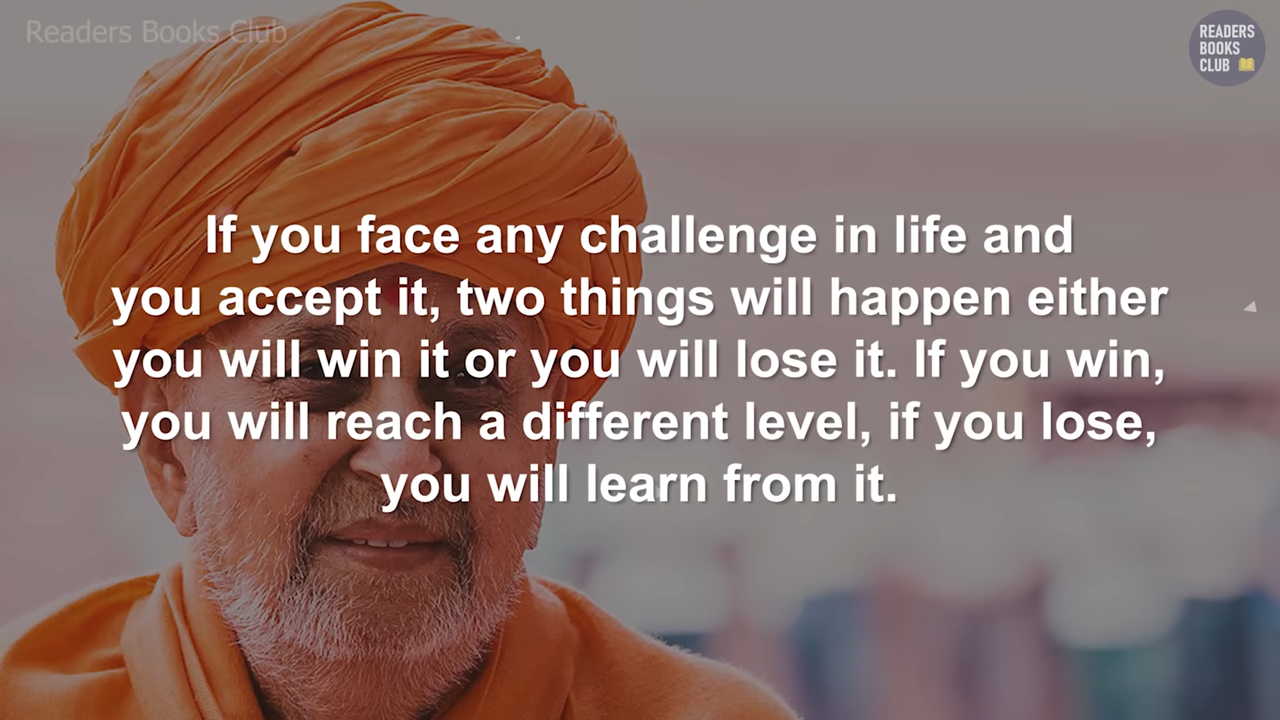 Readers Books Club
READERS
BOOKS
CLUB
If you face any challenge in life and
you accept it, two things will happen either
you will win it or you will lose it. If you win,
you will reach a different level, if you lose,
you will learn from it.